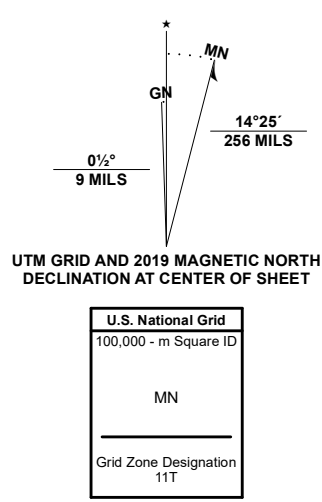 ★
MN
GN
14°25´
256 MILS
0½°
9 MILS
UTM GRID AND 2019 MAGNETIC NORTH
DECLINATION AT CENTER OF SHEET
U.S. National Grid
100,000 - m Square ID
MN
Grid Zone Designation
11T